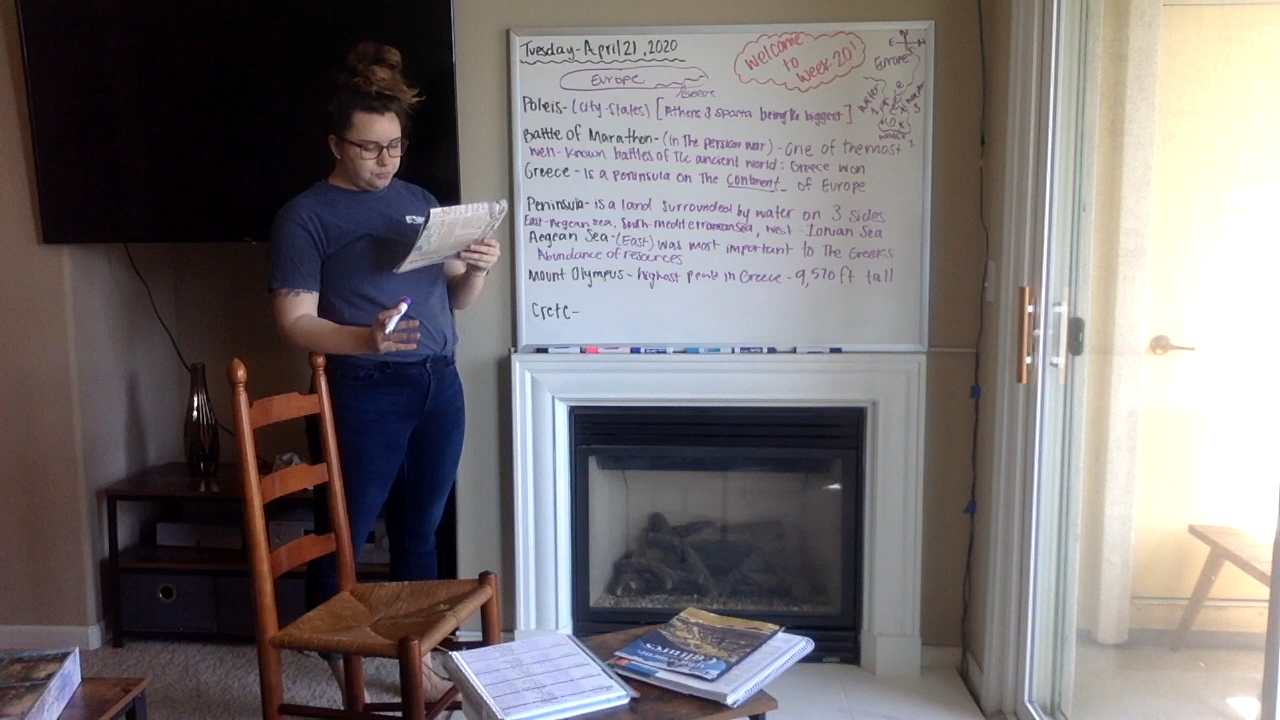 Tuesday - April 21, 2020
Welcome
to
Week 20!
Europe
Greece
Poleis - (city-states) [Athens & Sparta being the biggest]
Battle of Marathon - (in the persian war) - one of the most
well-known battles of the ancient world: Greece won
Greece - is a peninsula on the continent of Europe
Peninsula - is a land surrounded by water on 3 sides
East - Aegean sea, South - mediterranean Sea, west - Ionian Sea
Aegean Sea - (East) was most important to the Greeks
Abundance of resources
Mount Olympus - highest peak in Greece - 9,570 ft tall
Crete -
Europe